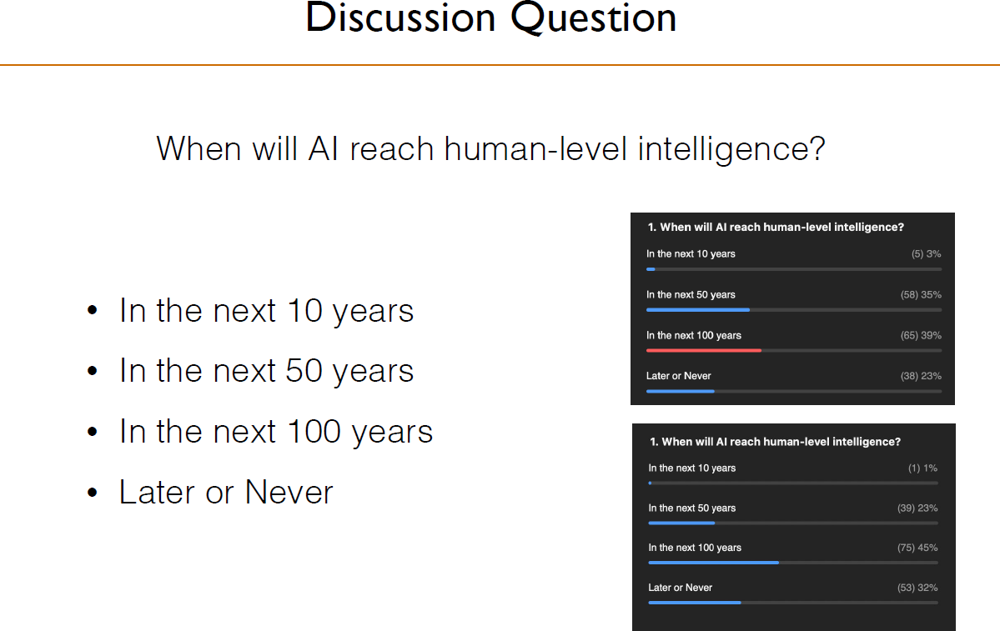 Discussion Question
When will AI reach human-level intelligence?
• In the next 10 years
• In the next 50 years
• In the next 100 years
• Later or Never
1. When will AI reach human-level intelligence?
In the next 10 years (5) 3%
In the next 50 years (58) 35%
In the next 100 years (65) 39%
Later or Never (38) 23%
1. When will AI reach human-level intelligence?
In the next 10 years (1) 1%
In the next 50 years (39) 23%
In the next 100 years (75) 45%
Later or Never (53) 32%